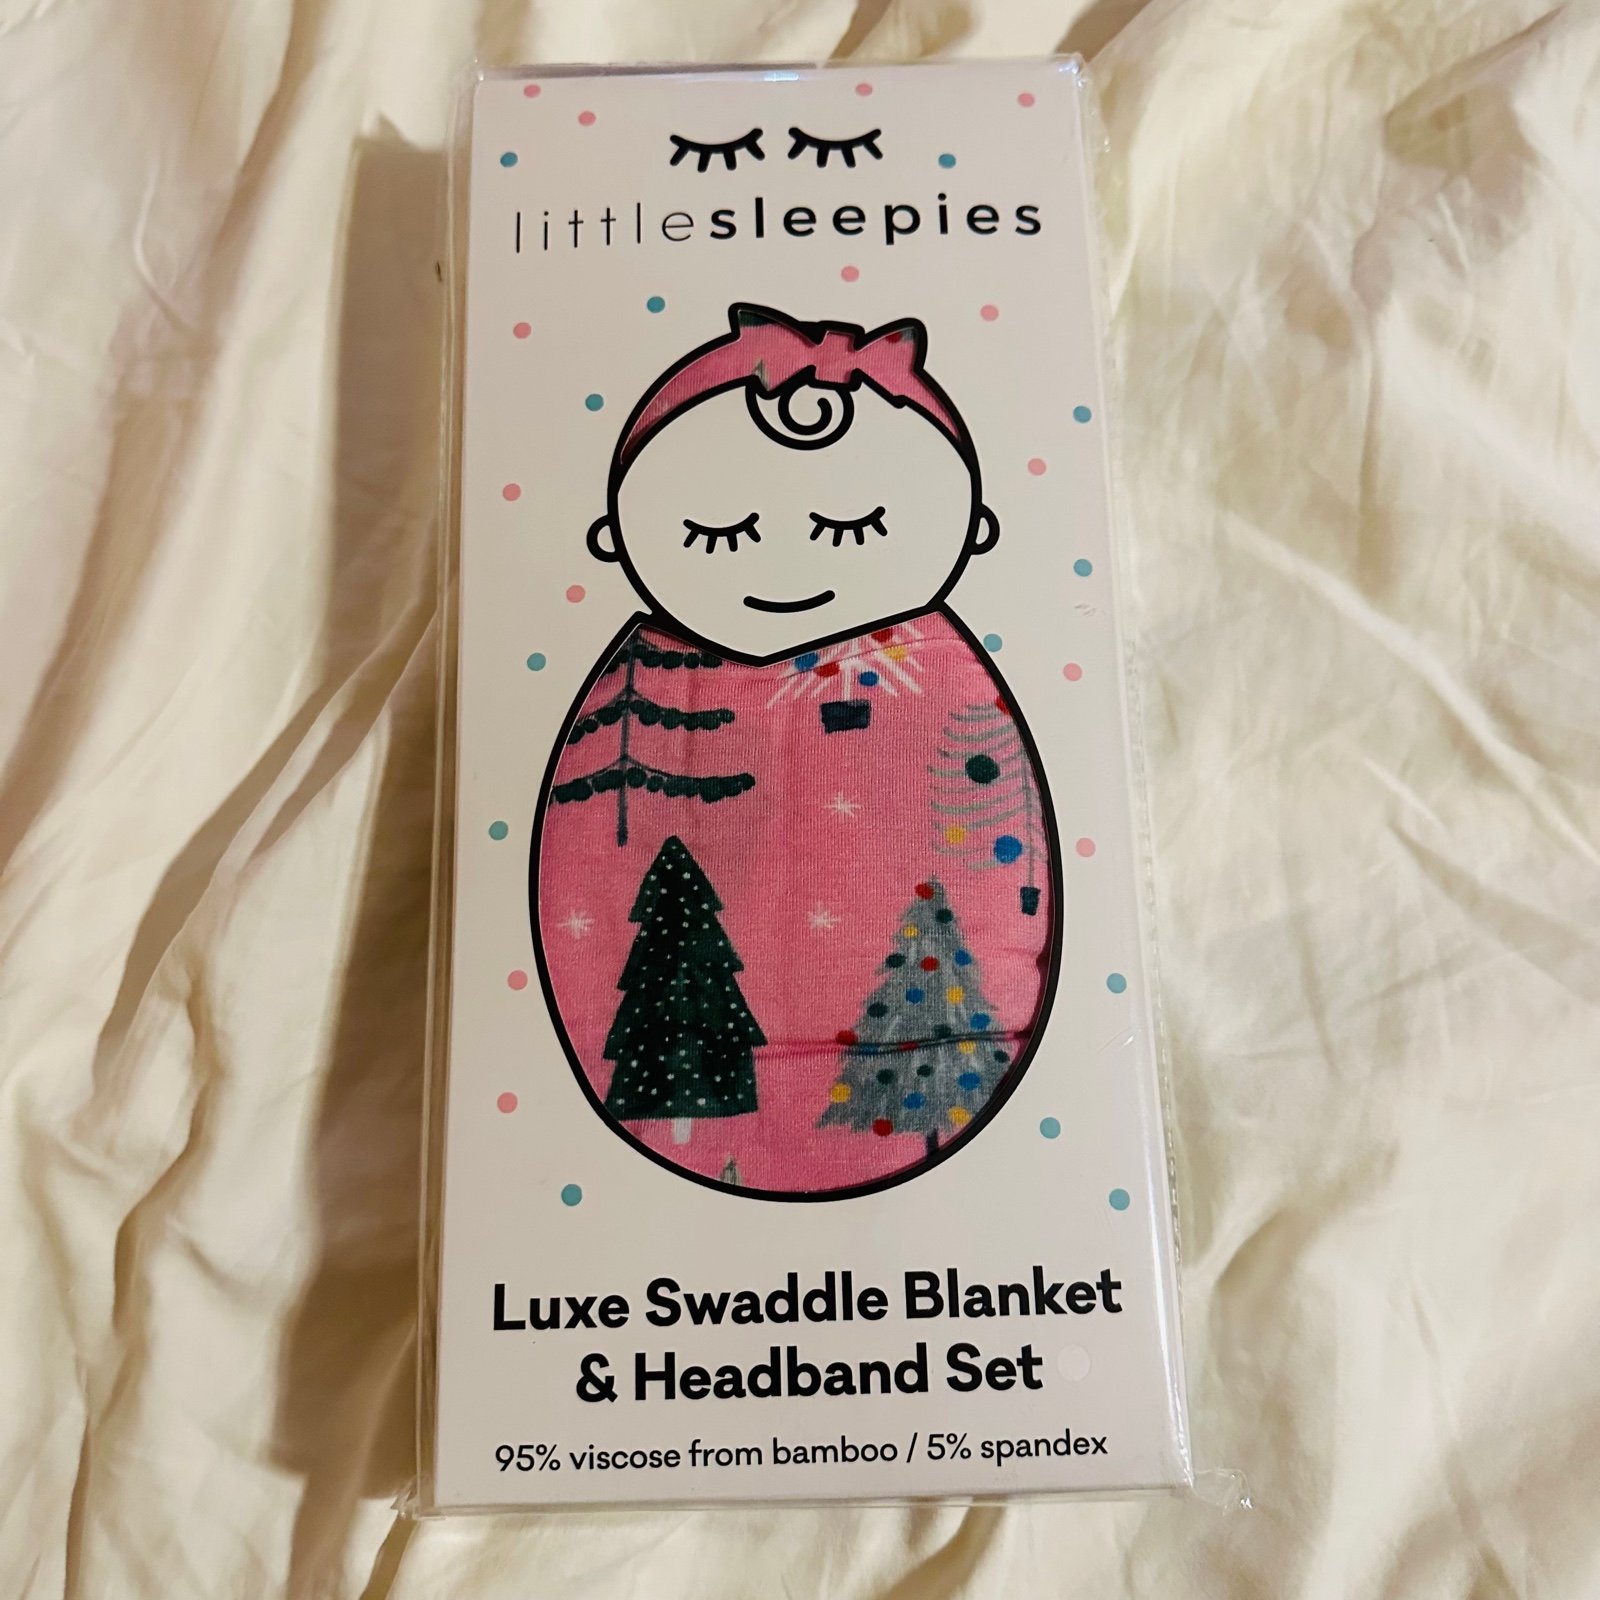 littlesleepies
Luxe Swaddle Blanket
& Headband Set
95% viscose from bamboo / 5% spandex